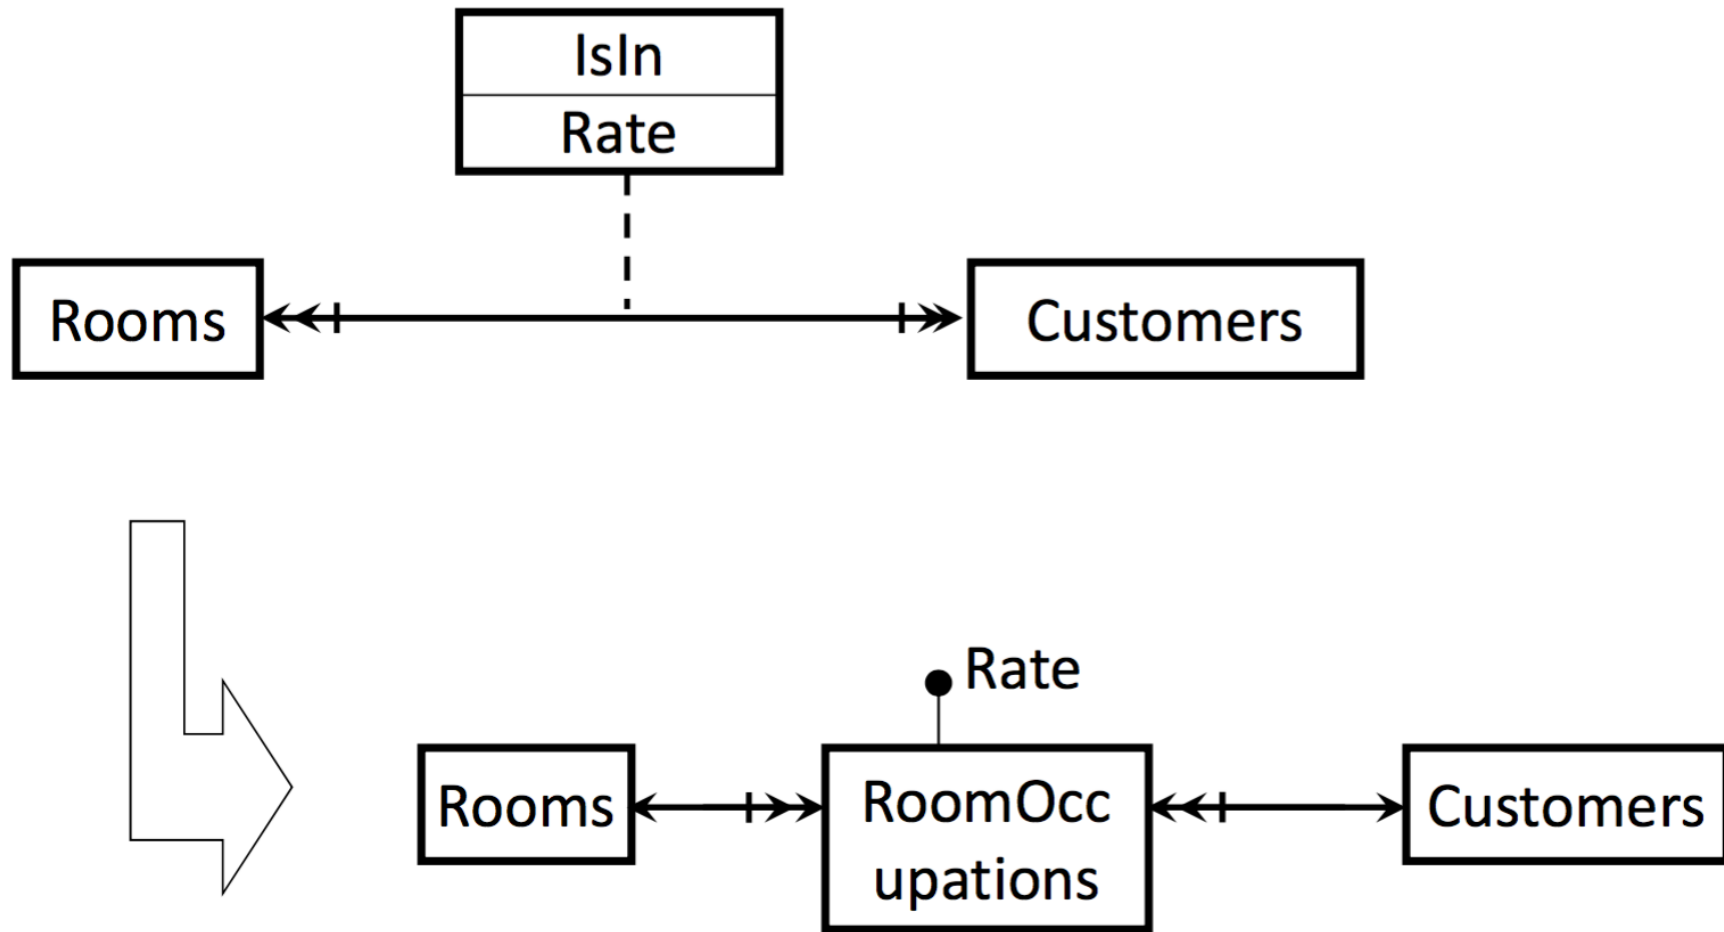 IsIn
Rate
Rooms
Customers
Rate
Rooms
RoomOcc
upations
Customers